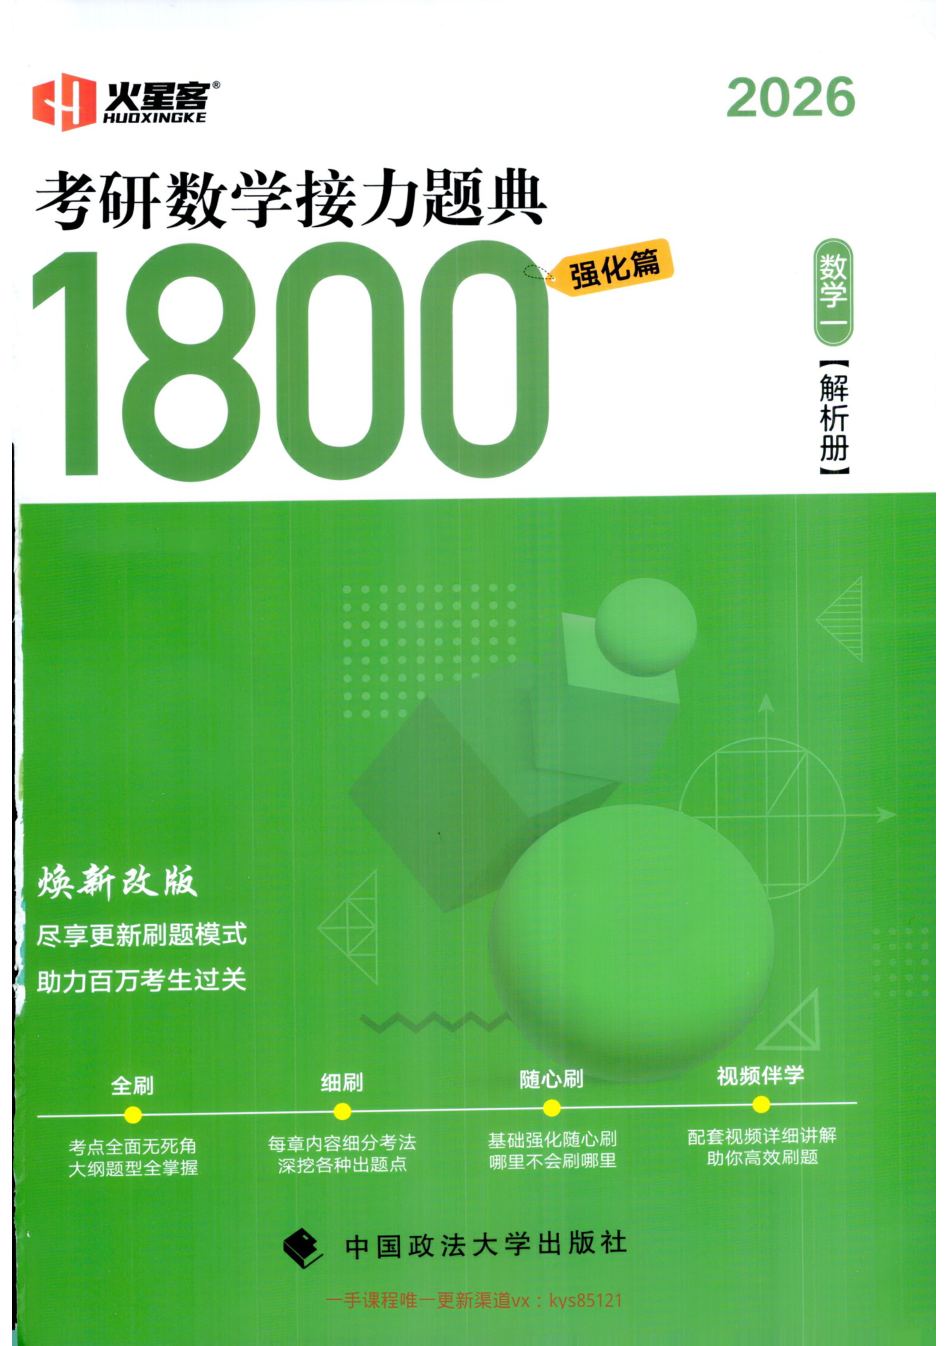 火星客®
HUOXINGKE
2026
考研数学接力题典
1800
强化篇
数学一
【解析册】
焕新改版
尽享更新刷题模式
助力百万考生过关
全刷
考点全面无死角
大纲题型全掌握
细刷
每章内容细分考法
深挖各种出题点
随心刷
基础强化随心刷
哪里不会刷哪里
视频伴学
配套视频详细讲解
助你高效刷题
中国政法大学出版社
一手课程唯一更新渠道vx：kys85121